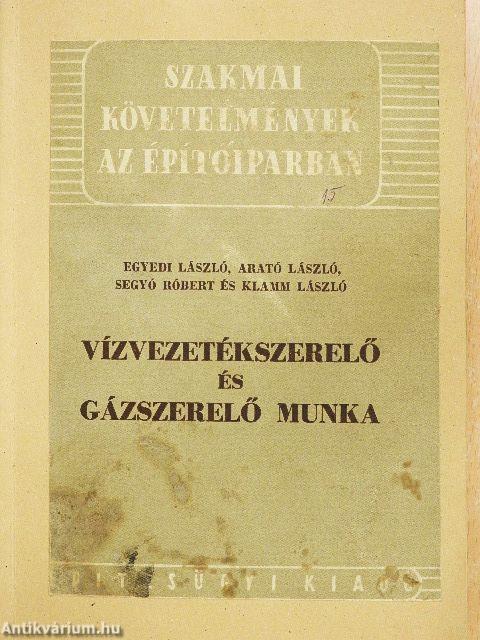 SZAKMAI
KÖVETELMÉNYEK
AZ ÉPÍTŐIPARBAN
15
EGYEDI LÁSZLÓ, ARATÓ LÁSZLÓ,
SEGYÓ RÓBERT ÉS KLAMM LÁSZLÓ
VÍZVEZETÉKSZERELŐ
ÉS
GÁZSZERELŐ MUNKA
Antikvárium.hu